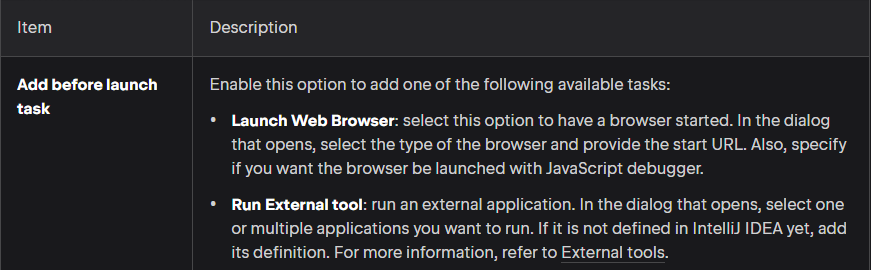 Item Description
Add before launch
task
Enable this option to add one of the following available tasks:
• Launch Web Browser: select this option to have a browser started. In the dialog
that opens, select the type of the browser and provide the start URL. Also, specify
if you want the browser be launched with JavaScript debugger.
• Run External tool: run an external application. In the dialog that opens, select one
or multiple applications you want to run. If it is not defined in IntelliJ IDEA yet, add
its definition. For more information, refer to External tools.